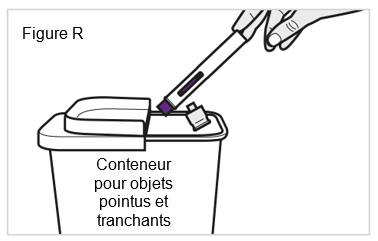 Figure R
Conteneur
pour objets
pointus et
tranchants